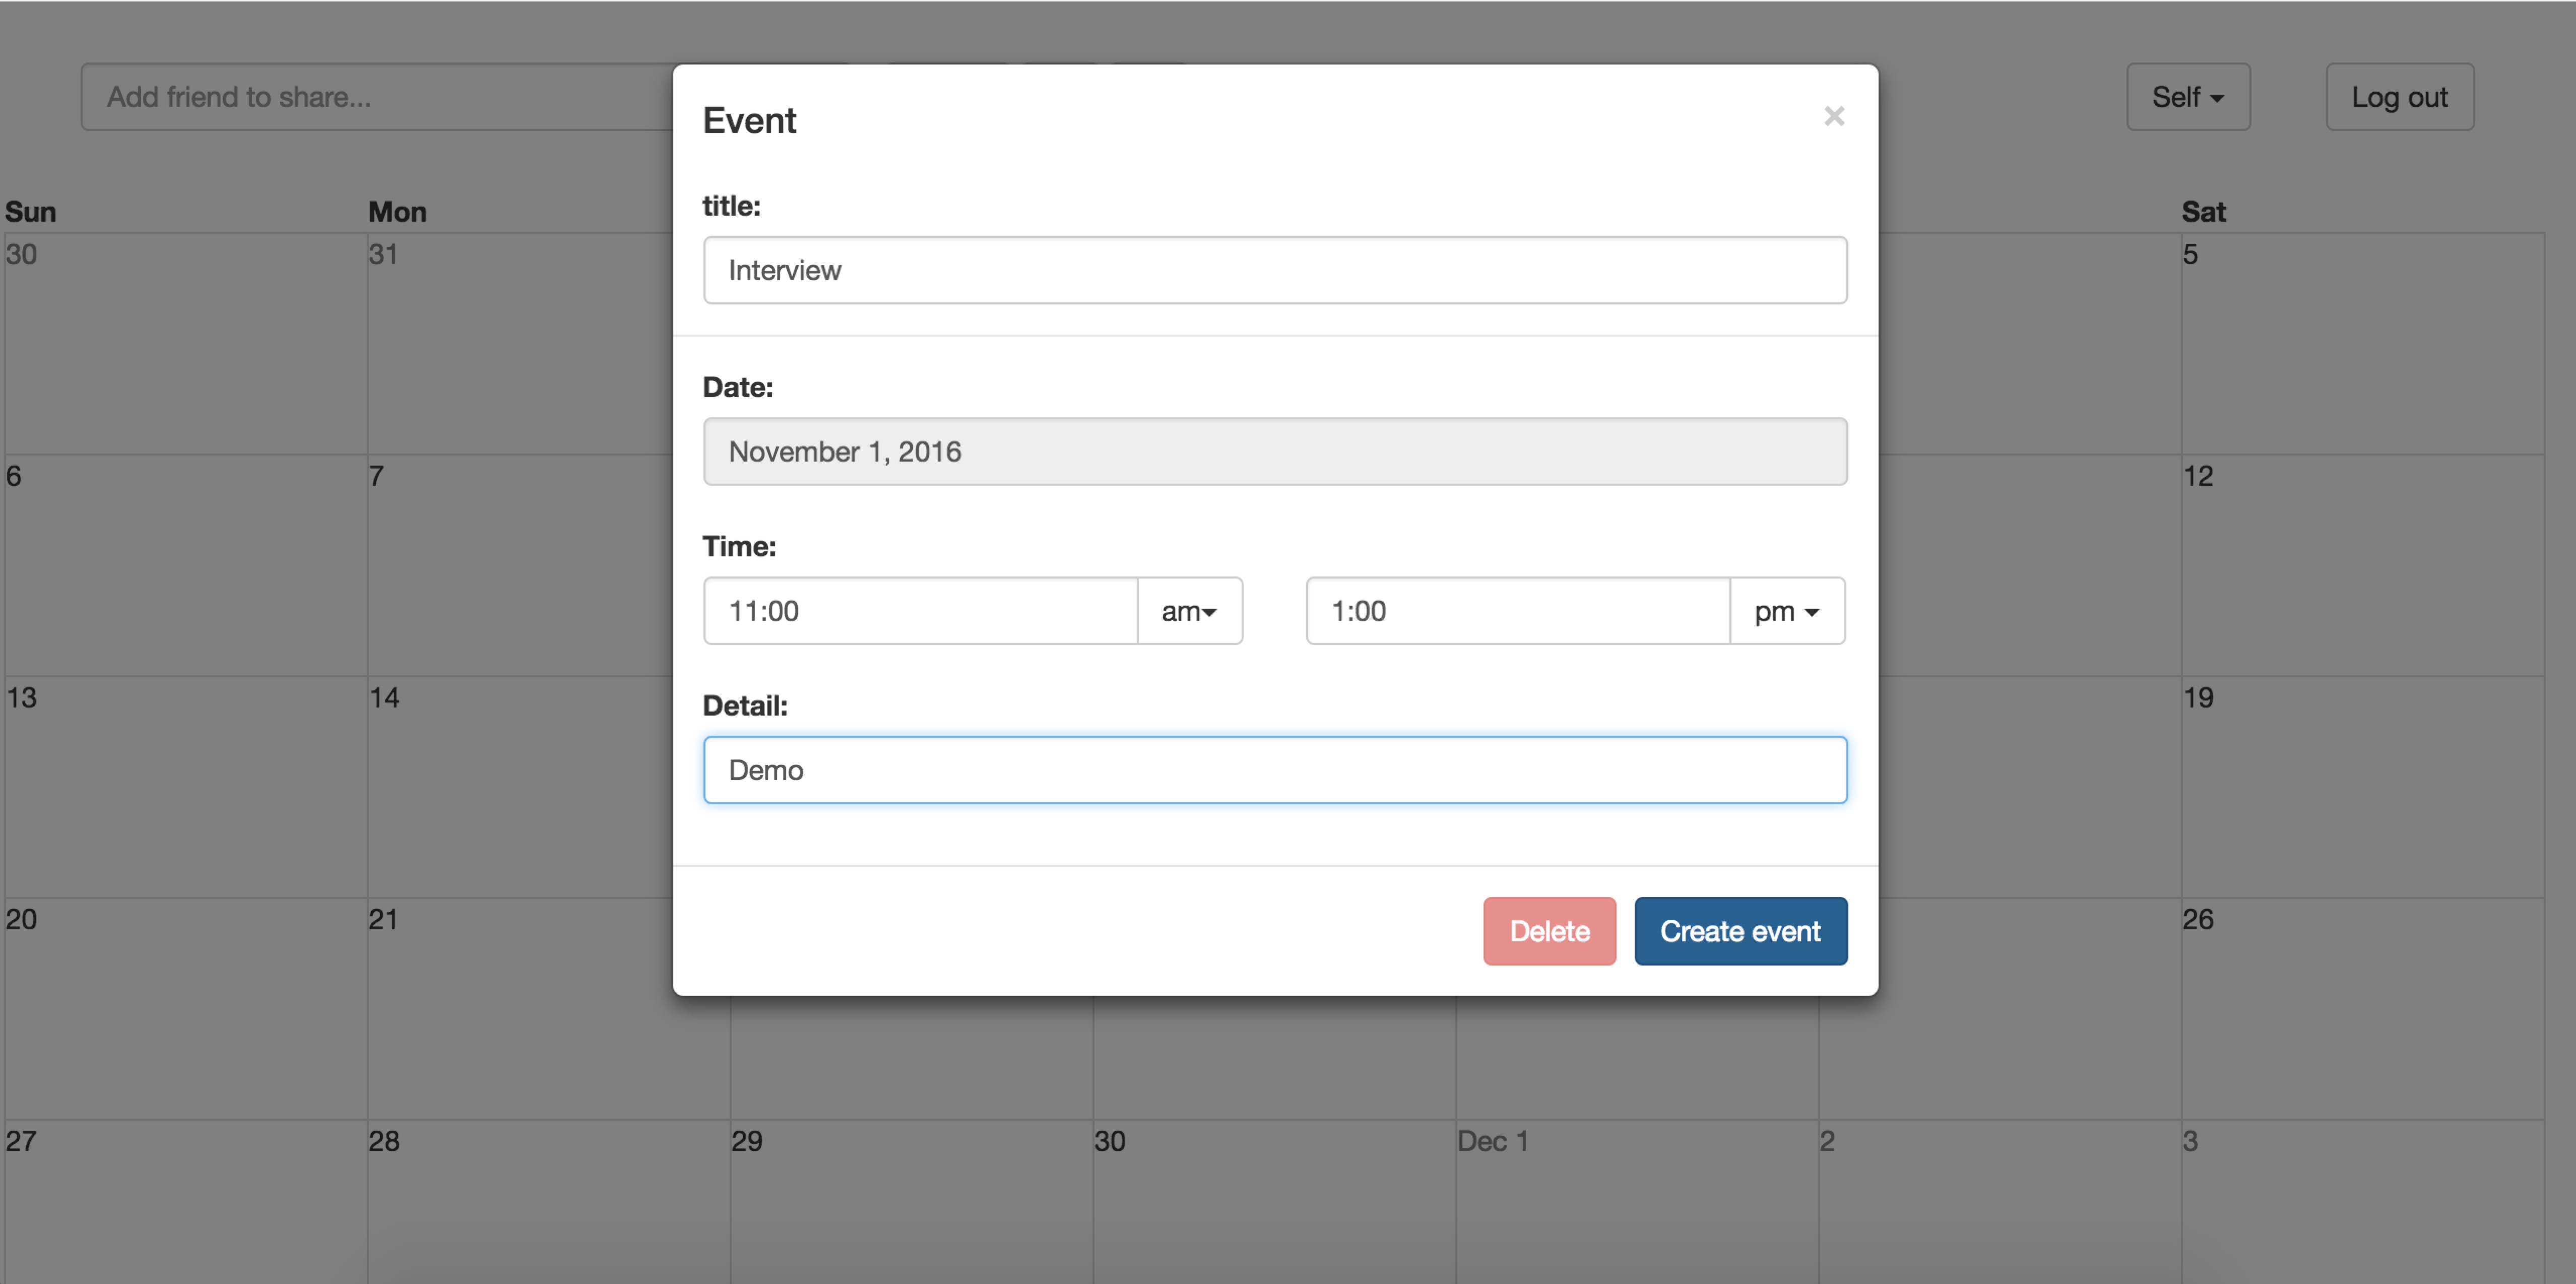 Add friend to share...
Self
Log out
Event
×
title:
Interview
Date:
November 1, 2016
Time:
11:00 am 1:00 pm
Detail:
Demo
Delete Create event
Sun Mon Sat
30 31 5
6 7 12
13 14 19
20 21 26
27 28 29 30 Dec 1 2 3